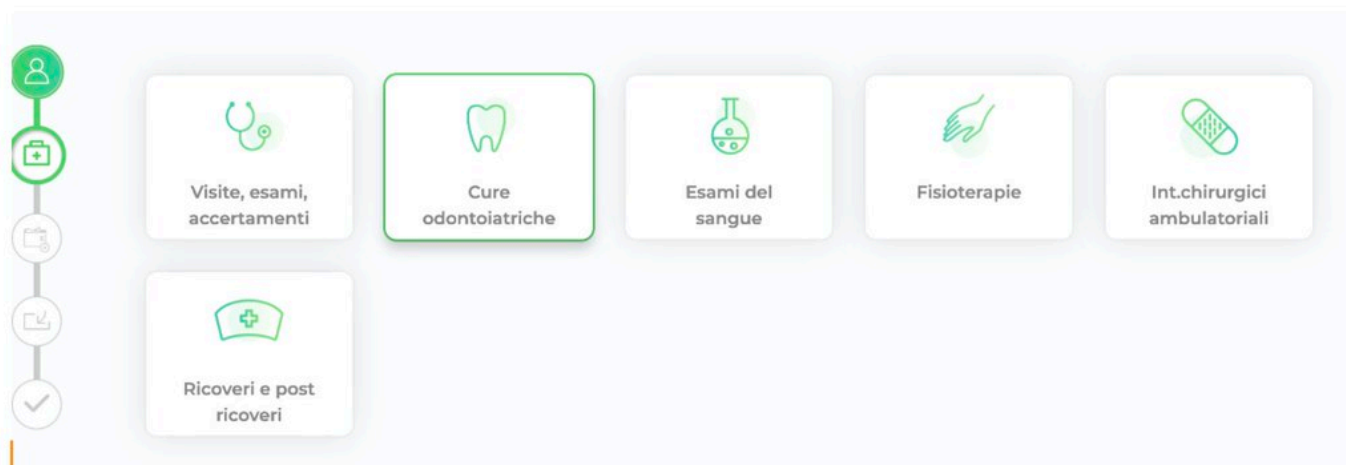 Visite, esami,
accertamenti
Cure
odontoiatriche
Esami del
sangue
Fisioterapie
Int.chirurgici
ambulatoriali
Ricoveri e post
ricoveri